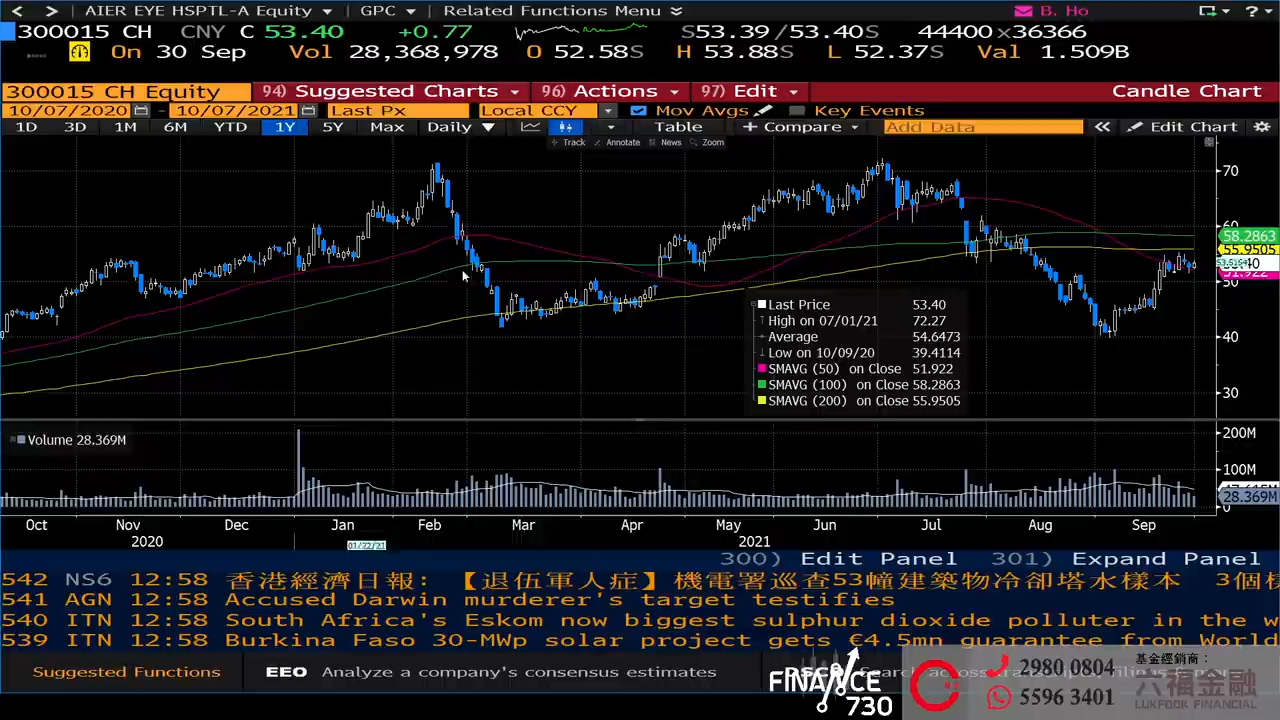 < > AIER EYE HSPTL-A Equity GPC Related Functions Menu B. Ho ?
300015 CH CNY C 53.40 +0.77 S53.39/53.40S 44400x36366
On 30 Sep Vol 28,368,978 O 52.58S H 53.88S L 52.37S Val 1.509B
300015 CH Equity 94) Suggested Charts 96) Actions 97) Edit Candle Chart
10/07/2020 - 10/07/2021 Last Px Local CCY Mov Avgs Key Events
1D 3D 1M 6M YTD 1Y 5Y Max Daily Table + Compare Add Data « Edit Chart
Track Annotate News Zoom
70
60
58.2863
55.9505
51.922
50
40
30
Last Price 53.40
High on 07/01/21 72.27
Average 54.6473
Low on 10/09/20 39.4114
SMAVG (50) on Close 51.922
SMAVG (100) on Close 58.2863
SMAVG (200) on Close 55.9505
Volume 28.369M
200M
100M
28.369M
0
Oct Nov Dec Jan Feb Mar Apr May Jun Jul Aug Sep
2020 01/22/21 2021
300) Edit Panel 301) Expand Panel
542 NS6 12:58 香港經濟日報：【退伍軍人症】機電署巡查53幢建築物冷卻塔水樣本 3個
541 AGN 12:58 Accused Darwin murderer's target testifies
540 ITN 12:58 South Africa's Eskom now biggest sulphur dioxide polluter in the w
539 ITN 12:58 Burkina Faso 30-MWp solar project gets €4.5mn guarantee from World
Suggested Functions EEO Analyze a company's consensus estimates
FINANCE
730
2980 0804
5596 3401
基金經銷商：
六福金融
LUKFOOK FINANCIAL